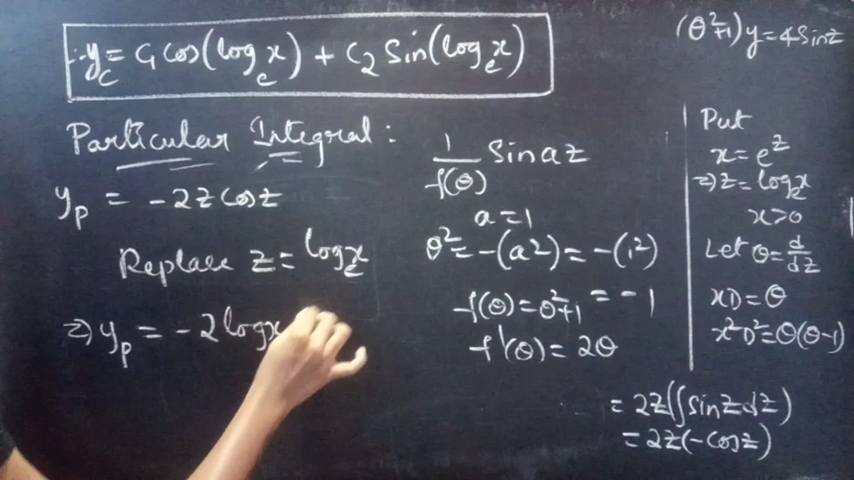 ∴ y_c = C₁ Cos(log_e x) + C₂ Sin(log_e x)
Particular Integral:
y_p = -2z Cos z
Replace z = log_e x
⇒ y_p = -2 log x
1/f(θ) Sin az
a = 1
θ² = -(a²) = -(1²)
= -1
f(θ) = θ²+1
f'(θ) = 2θ
(θ²+1) y = 4 Sin z
Put
x = e^z
⇒ z = log_e x
x > 0
Let θ = d/dz
xD = θ
x²D² = θ(θ-1)
= 2z(∫ sin z dz)
= 2z(-cos z)